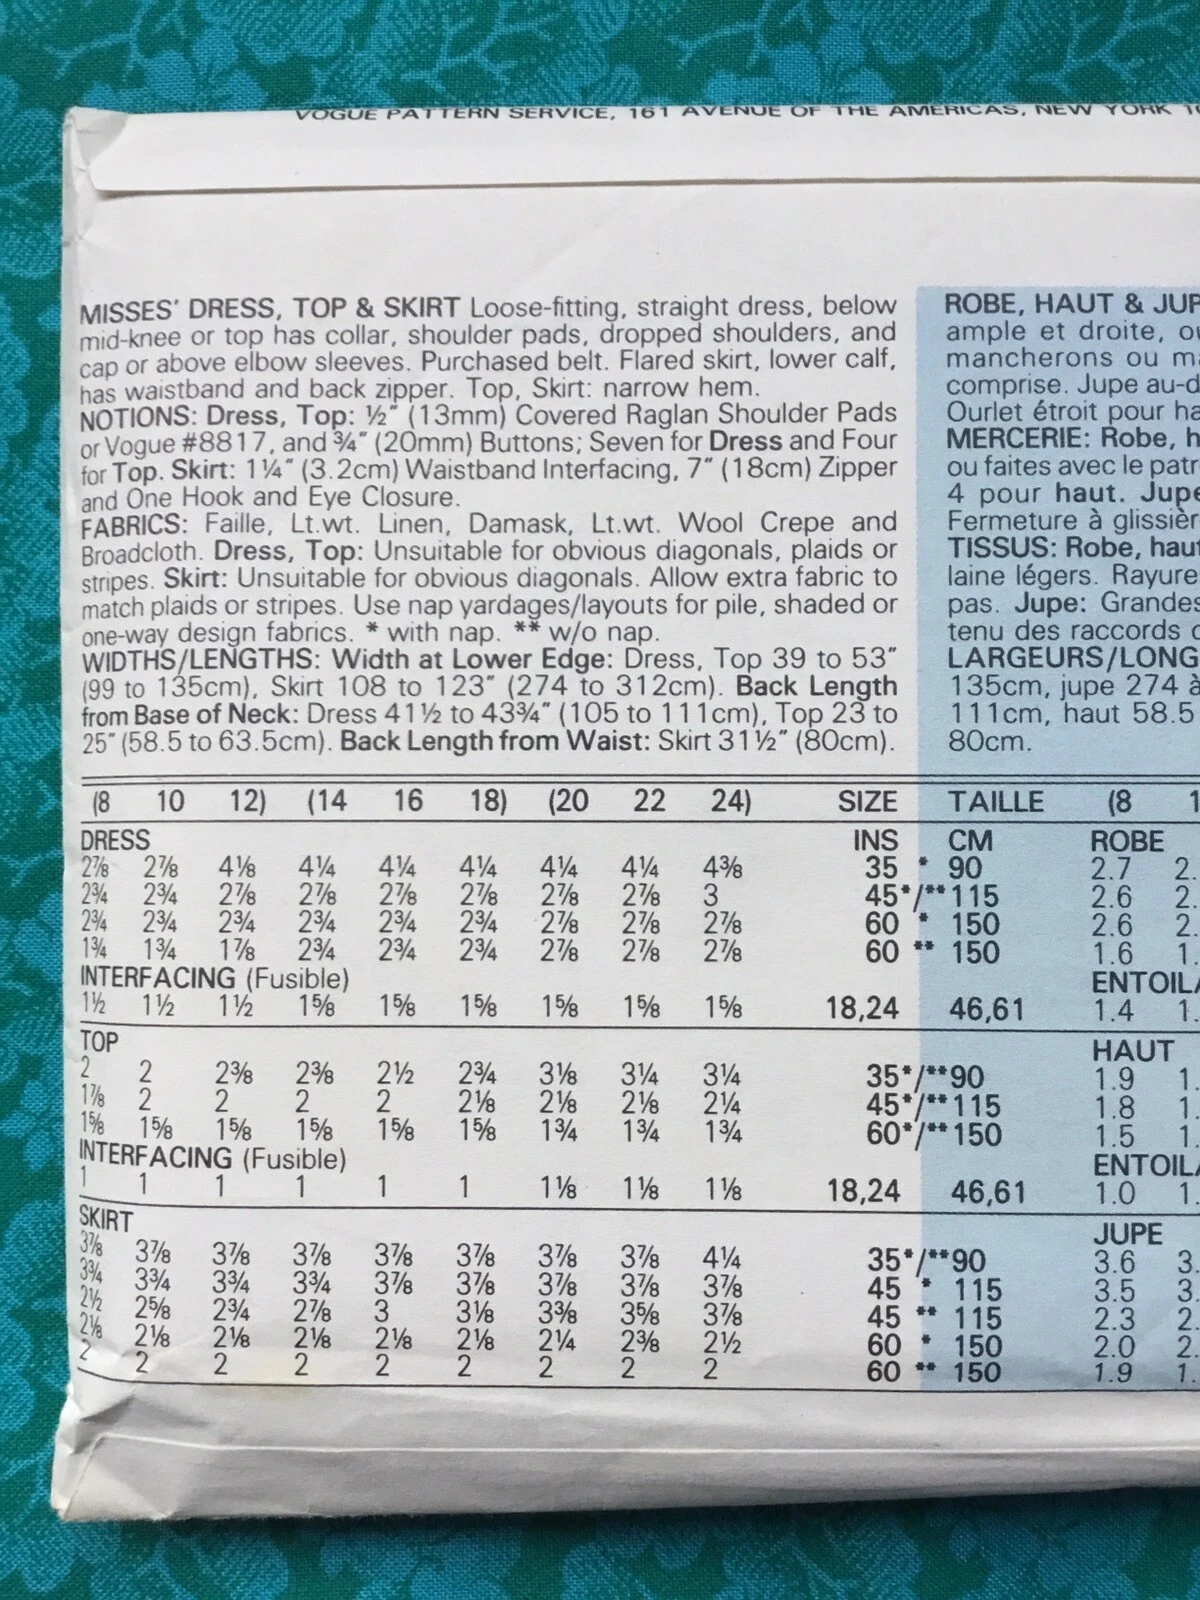 VOGUE PATTERN SERVICE, 161 AVENUE OF THE AMERICAS, NEW YORK
MISSES' DRESS, TOP & SKIRT Loose-fitting, straight dress, below
mid-knee or top has collar, shoulder pads, dropped shoulders, and
cap or above elbow sleeves. Purchased belt. Flared skirt, lower calf,
has waistband and back zipper. Top, Skirt: narrow hem.
NOTIONS: Dress, Top: ½" (13mm) Covered Raglan Shoulder Pads
or Vogue #8817, and ¾" (20mm) Buttons; Seven for Dress and Four
for Top. Skirt: 1¼" (3.2cm) Waistband Interfacing, 7" (18cm) Zipper
and One Hook and Eye Closure.
FABRICS: Faille, Lt.wt. Linen, Damask, Lt.wt. Wool Crepe and
Broadcloth. Dress, Top: Unsuitable for obvious diagonals, plaids or
stripes. Skirt: Unsuitable for obvious diagonals. Allow extra fabric to
match plaids or stripes. Use nap yardages/layouts for pile, shaded or
one-way design fabrics. * with nap. ** w/o nap.
WIDTHS/LENGTHS: Width at Lower Edge: Dress, Top 39 to 53"
(99 to 135cm), Skirt 108 to 123" (274 to 312cm). Back Length
from Base of Neck: Dress 41½ to 43¾" (105 to 111cm), Top 23 to
25" (58.5 to 63.5cm). Back Length from Waist: Skirt 31½" (80cm).
ROBE, HAUT & JUP
ample et droite, ou
mancherons ou ma
comprise. Jupe au-d
Ourlet étroit pour ha
MERCERIE: Robe, h
ou faites avec le patr
4 pour haut. Jupe
Fermeture à glissièr
TISSUS: Robe, haut
laine légers. Rayure
pas. Jupe: Grandes
tenu des raccords
LARGEURS/LONG
135cm, jupe 274 à
111cm, haut 58.5
80cm.
(8 10 12) (14 16 18) (20 22 24) SIZE TAILLE (8 1
DRESS INS CM ROBE
2⅞ 2⅞ 4⅛ 4¼ 4¼ 4¼ 4¼ 4¼ 4⅜ 35 * 90 2.7 2.
2¾ 2¾ 2⅞ 2⅞ 2⅞ 2⅞ 2⅞ 2⅞ 3 45*/**115 2.6 2.
2¾ 2¾ 2¾ 2¾ 2¾ 2¾ 2⅞ 2⅞ 2⅞ 60 * 150 2.6 2.
1¾ 1¾ 1⅞ 2¾ 2¾ 2¾ 2⅞ 2⅞ 2⅞ 60 ** 150 1.6 1.
INTERFACING (Fusible) ENTOILA
1½ 1½ 1½ 1⅝ 1⅝ 1⅝ 1⅝ 1⅝ 1⅝ 18,24 46,61 1.4 1.
TOP HAUT
2 2 2⅜ 2⅜ 2½ 2¾ 3⅛ 3¼ 3¼ 35*/**90 1.9 1.
1⅞ 2 2 2 2 2⅛ 2⅛ 2⅛ 2¼ 45*/**115 1.8 1.
1⅝ 1⅝ 1⅝ 1⅝ 1⅝ 1⅝ 1¾ 1¾ 1¾ 60*/**150 1.5 1.
INTERFACING (Fusible) ENTOILA
1 1 1 1 1 1 1⅛ 1⅛ 1⅛ 18,24 46,61 1.0 1.
SKIRT JUPE
3⅞ 3⅞ 3⅞ 3⅞ 3⅞ 3⅞ 3⅞ 3⅞ 4¼ 35*/**90 3.6 3.
3¾ 3¾ 3¾ 3¾ 3⅞ 3⅞ 3⅞ 3⅞ 3⅞ 45 * 115 3.5 3.
2½ 2⅝ 2¾ 2⅞ 3 3⅛ 3⅜ 3⅝ 3⅞ 45 ** 115 2.3 2.
2⅛ 2⅛ 2⅛ 2⅛ 2⅛ 2⅛ 2¼ 2⅜ 2½ 60 * 150 2.0 2.
2 2 2 2 2 2 2 2 2 60 ** 150 1.9 1.